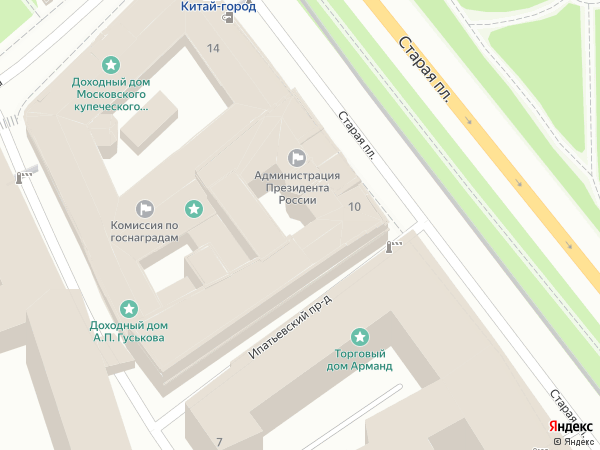 Китай-город
14
Доходный дом
Московского
купеческого...
Старая пл.
Старая пл.
Администрация
Президента
России
10
Комиссия по
госнаградам
Доходный дом
А.П. Гуськова
Ипатьевский пр-д
Торговый
дом Арманд
7
Старая
Яндекс
© Яндекс